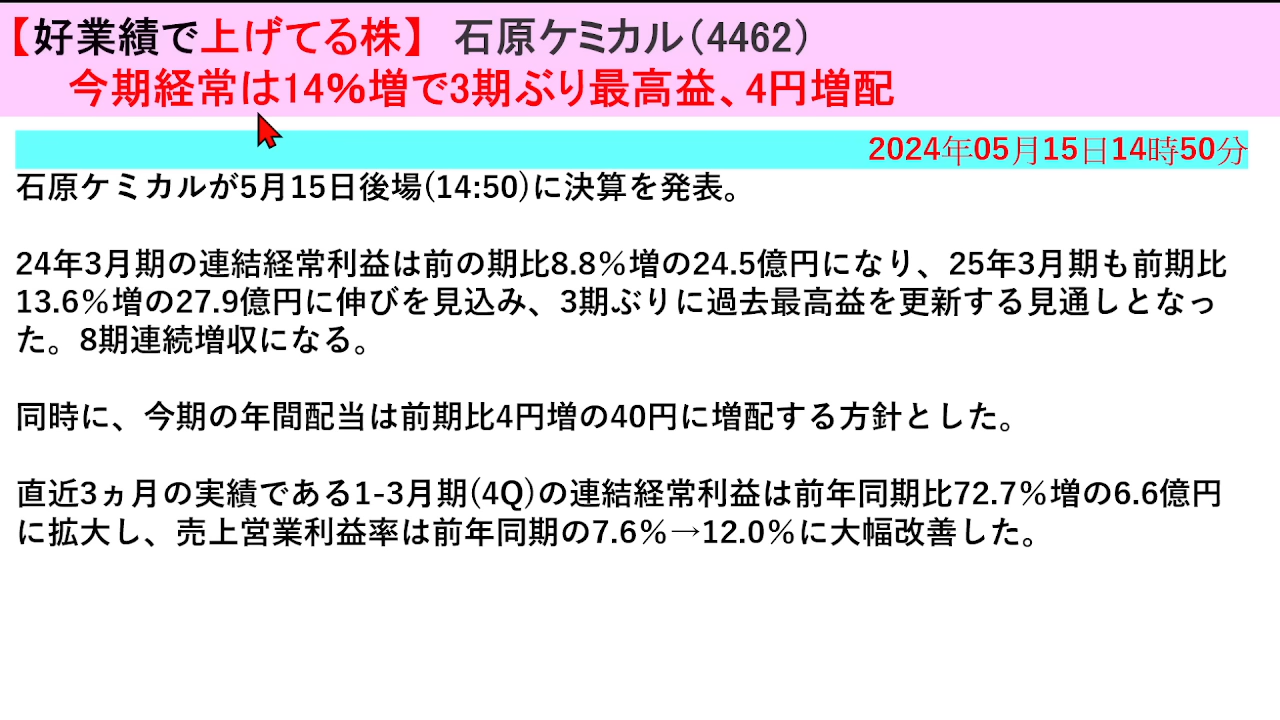 【好業績で上げてる株】 石原ケミカル（4462）
今期経常は14％増で3期ぶり最高益、4円増配
2024年05月15日14時50分
石原ケミカルが5月15日後場(14:50)に決算を発表。
24年3月期の連結経常利益は前の期比8.8％増の24.5億円になり、25年3月期も前期比
13.6％増の27.9億円に伸びを見込み、3期ぶりに過去最高益を更新する見通しとなっ
た。8期連続増収になる。
同時に、今期の年間配当は前期比4円増の40円に増配する方針とした。
直近3ヵ月の実績である1-3月期(4Q)の連結経常利益は前年同期比72.7％増の6.6億円
に拡大し、売上営業利益率は前年同期の7.6％→12.0％に大幅改善した。